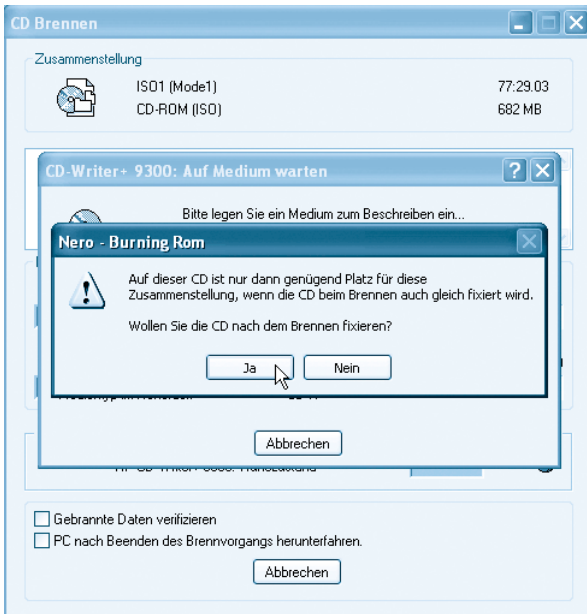 CD Brennen
Zusammenstellung
ISO1 (Mode1) 77:29.03
CD-ROM (ISO) 682 MB
CD-Writer+ 9300: Auf Medium warten
Bitte legen Sie ein Medium zum Beschreiben ein...
Nero - Burning Rom
Auf dieser CD ist nur dann genügend Platz für diese
Zusammenstellung, wenn die CD beim Brennen auch gleich fixiert wird.
Wollen Sie die CD nach dem Brennen fixieren?
Ja Nein
Abbrechen
Gebrannte Daten verifizieren
PC nach Beenden des Brennvorgangs herunterfahren.
Abbrechen